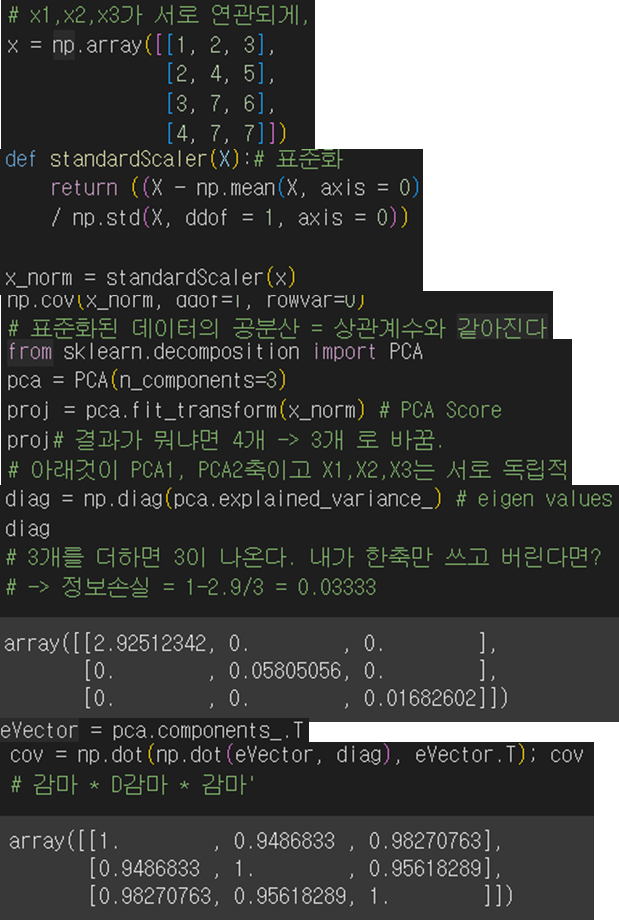 # x1,x2,x3가 서로 연관되게,
x = np.array([[1, 2, 3],
[2, 4, 5],
[3, 7, 6],
[4, 7, 7]])
def standardScaler(X):# 표준화
return ((X - np.mean(X, axis = 0)
/ np.std(X, ddof = 1, axis = 0))
x_norm = standardScaler(x)
np.cov(x_norm, ddof=1, rowvar=0)
# 표준화된 데이터의 공분산 = 상관계수와 같아진다
from sklearn.decomposition import PCA
pca = PCA(n_components=3)
proj = pca.fit_transform(x_norm) # PCA Score
proj# 결과가 뭐냐면 4개 -> 3개 로 바꿈.
# 아래것이 PCA1, PCA2축이고 X1,X2,X3는 서로 독립적
diag = np.diag(pca.explained_variance_) # eigen values
diag
# 3개를 더하면 3이 나온다. 내가 한축만 쓰고 버린다면?
# -> 정보손실 = 1-2.9/3 = 0.03333
array([[2.92512342, 0.        , 0.        ],
[0.        , 0.05805056, 0.        ],
[0.        , 0.        , 0.01682602]])
eVector = pca.components_.T
cov = np.dot(np.dot(eVector, diag), eVector.T); cov
# 감마 * D감마 * 감마'
array([[1.        , 0.9486833 , 0.98270763],
[0.9486833 , 1.        , 0.95618289],
[0.98270763, 0.95618289, 1.        ]])